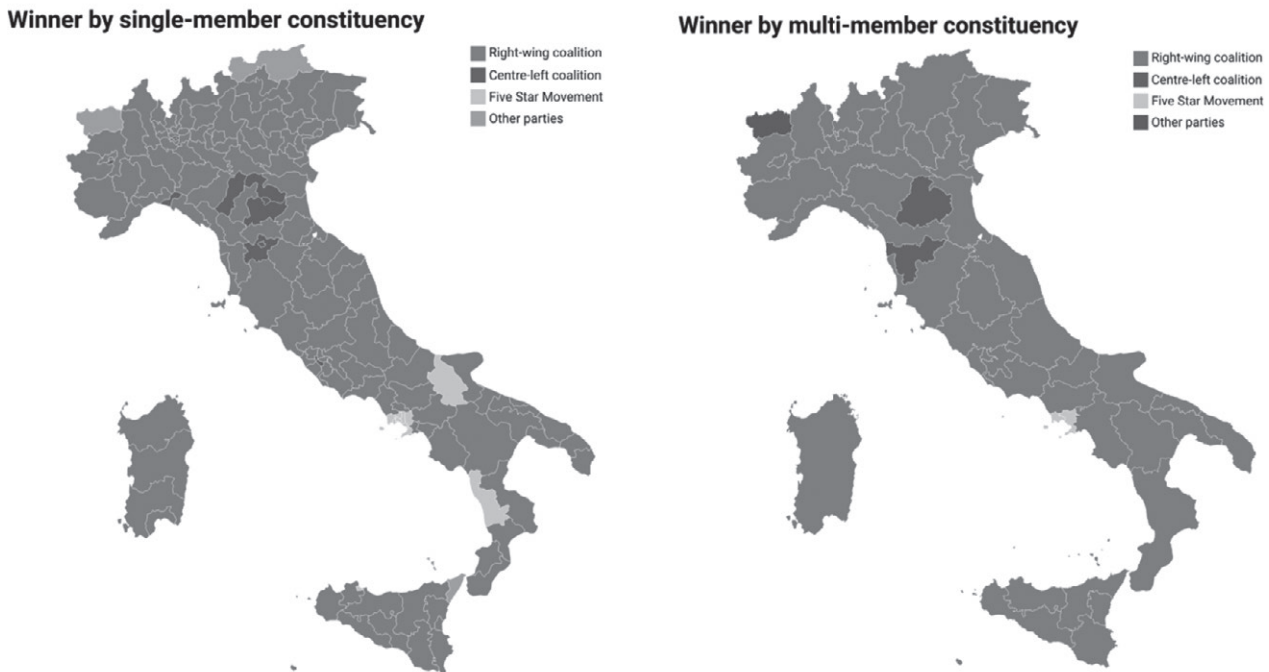 Winner by single-member constituency
Right-wing coalition
Centre-left coalition
Five Star Movement
Other parties
Winner by multi-member constituency
Right-wing coalition
Centre-left coalition
Five Star Movement
Other parties